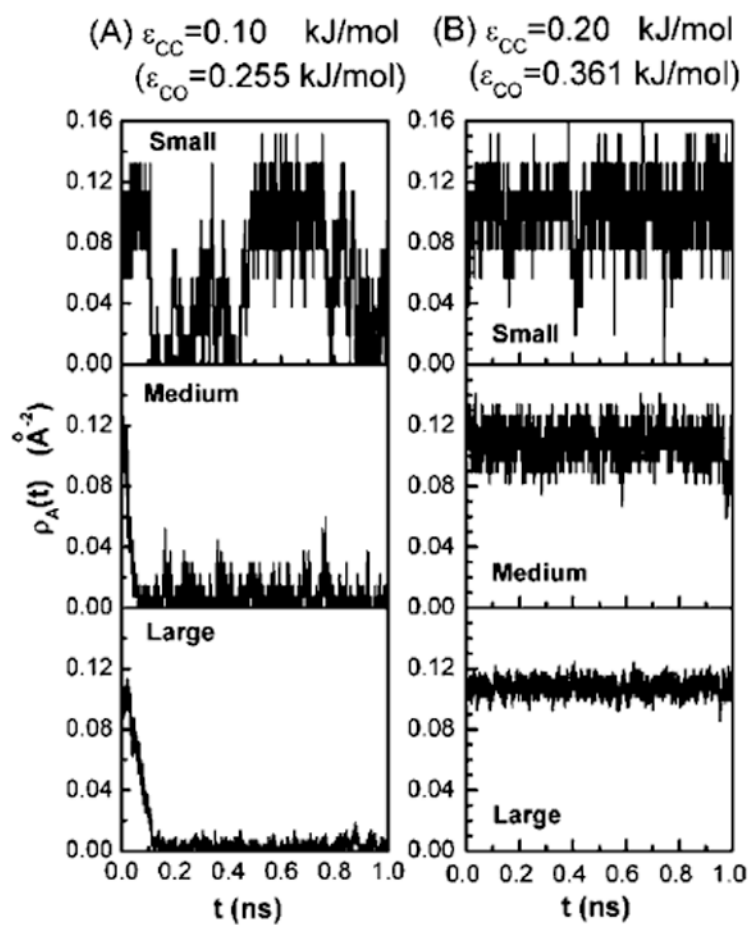 (A) ε_CC=0.10 kJ/mol (B) ε_CC=0.20 kJ/mol
(ε_CO=0.255 kJ/mol) (ε_CO=0.361 kJ/mol)
0.16 Small 0.16
0.12 0.12
0.08 0.08
0.04 0.04
0.00 0.00 Small
Medium
0.12 0.12
0.08 0.08
0.04 0.04
0.00 0.00 Medium
Large
0.12 0.12
0.08 0.08
0.04 0.04
0.00 0.00 Large
ρ_A(t) (Å⁻²)
0.0 0.2 0.4 0.6 0.8 1.0 0.0 0.2 0.4 0.6 0.8 1.0
t (ns) t (ns)